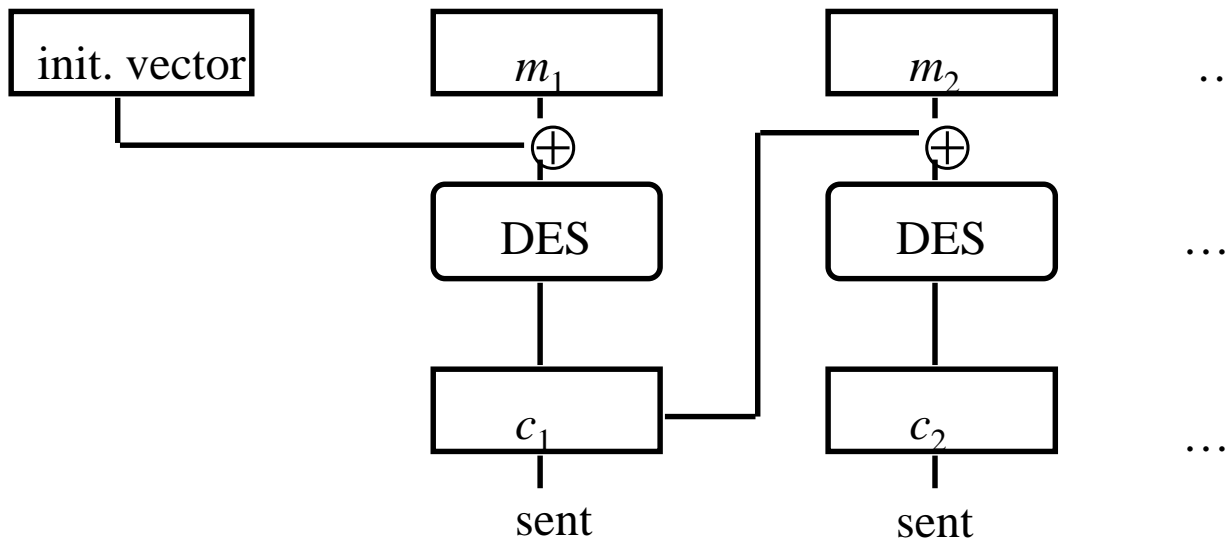 init. vector m₁ m₂ ..
⊕ ⊕
DES DES ...
c₁ c₂ ...
sent sent